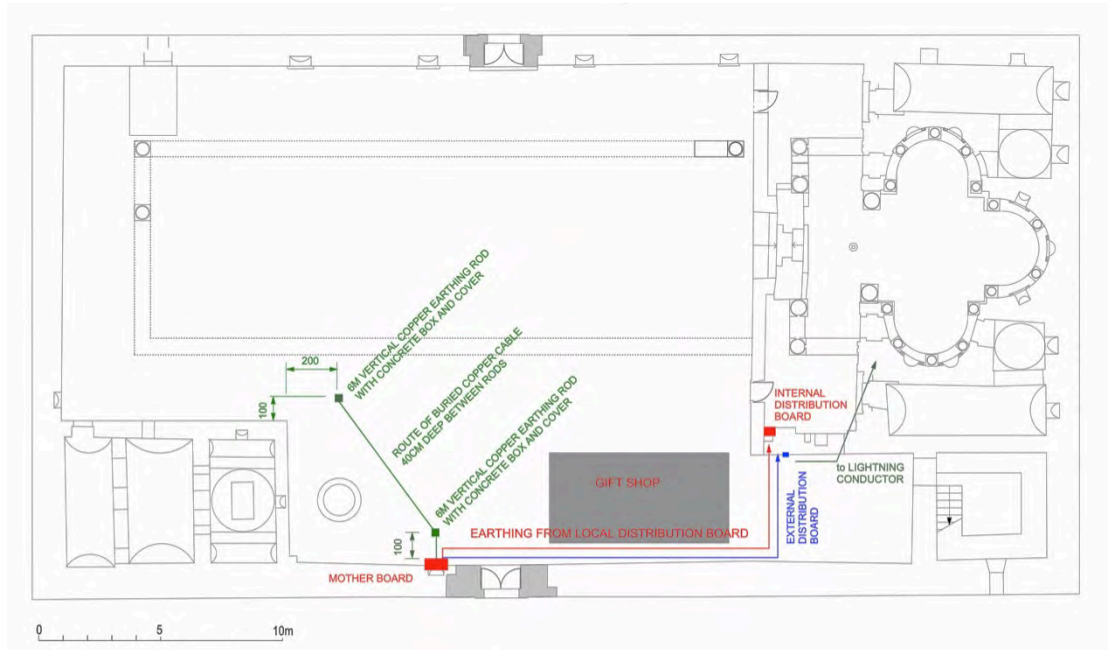 6M VERTICAL COPPER EARTHING ROD
WITH CONCRETE BOX AND COVER
200
100
ROUTE OF BURIED COPPER CABLE
40CM DEEP BETWEEN RODS
6M VERTICAL COPPER EARTHING ROD
WITH CONCRETE BOX AND COVER
INTERNAL
DISTRIBUTION
BOARD
to LIGHTNING
CONDUCTOR
GIFT SHOP
EXTERNAL
DISTRIBUTION
BOARD
EARTHING FROM LOCAL DISTRIBUTION BOARD
100
MOTHER BOARD
0 5 10m